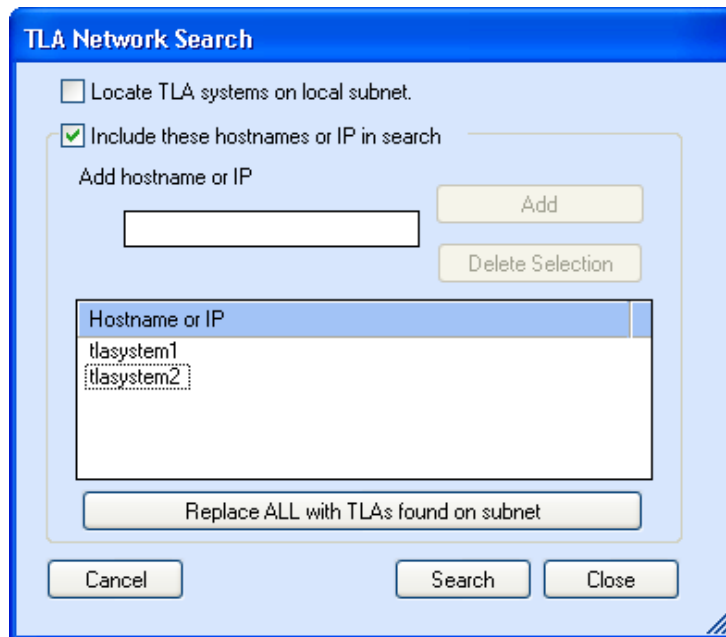 TLA Network Search
Locate TLA systems on local subnet.
Include these hostnames or IP in search
Add hostname or IP
Add
Delete Selection
Hostname or IP
tlasystem1
tlasystem2
Replace ALL with TLAs found on subnet
Cancel
Search
Close